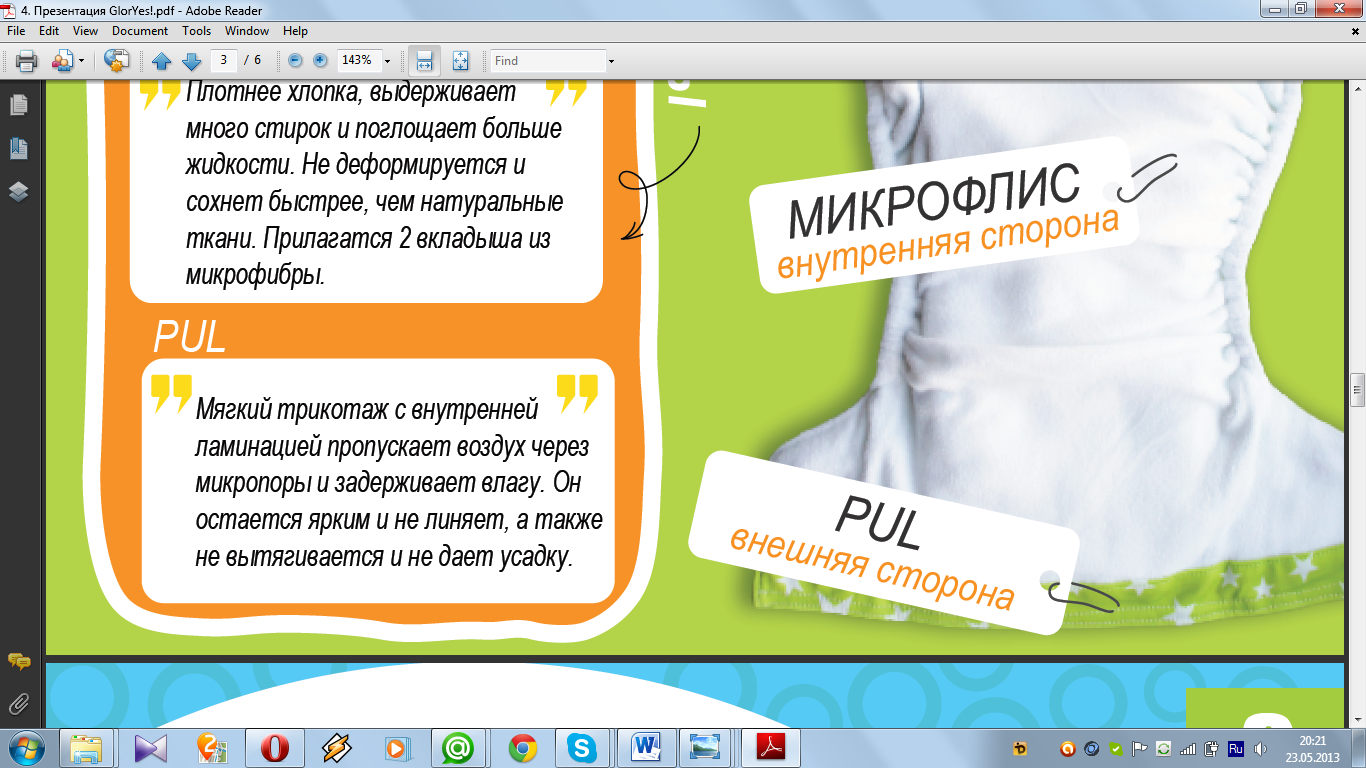 4. Презентация GlorYes!.pdf - Adobe Reader
File Edit View Document Tools Window Help
3 / 6 143% Find
Плотнее хлопка, выдерживает
много стирок и поглощает больше
жидкости. Не деформируется и
сохнет быстрее, чем натуральные
ткани. Прилагатся 2 вкладыша из
микрофибры.
PUL
Мягкий трикотаж с внутренней
ламинацией пропускает воздух через
микропоры и задерживает влагу. Он
остается ярким и не линяет, а также
не вытягивается и не дает усадку.
МИКРОФЛИС
внутренняя сторона
PUL
внешняя сторона
Ru
20:21
23.05.2013